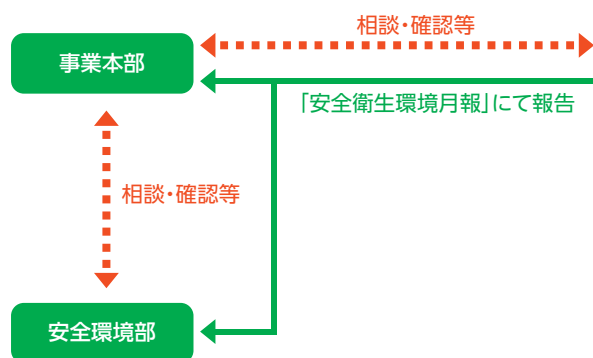 相談・確認等
事業本部
「安全衛生環境月報」にて報告
相談・確認等
安全環境部